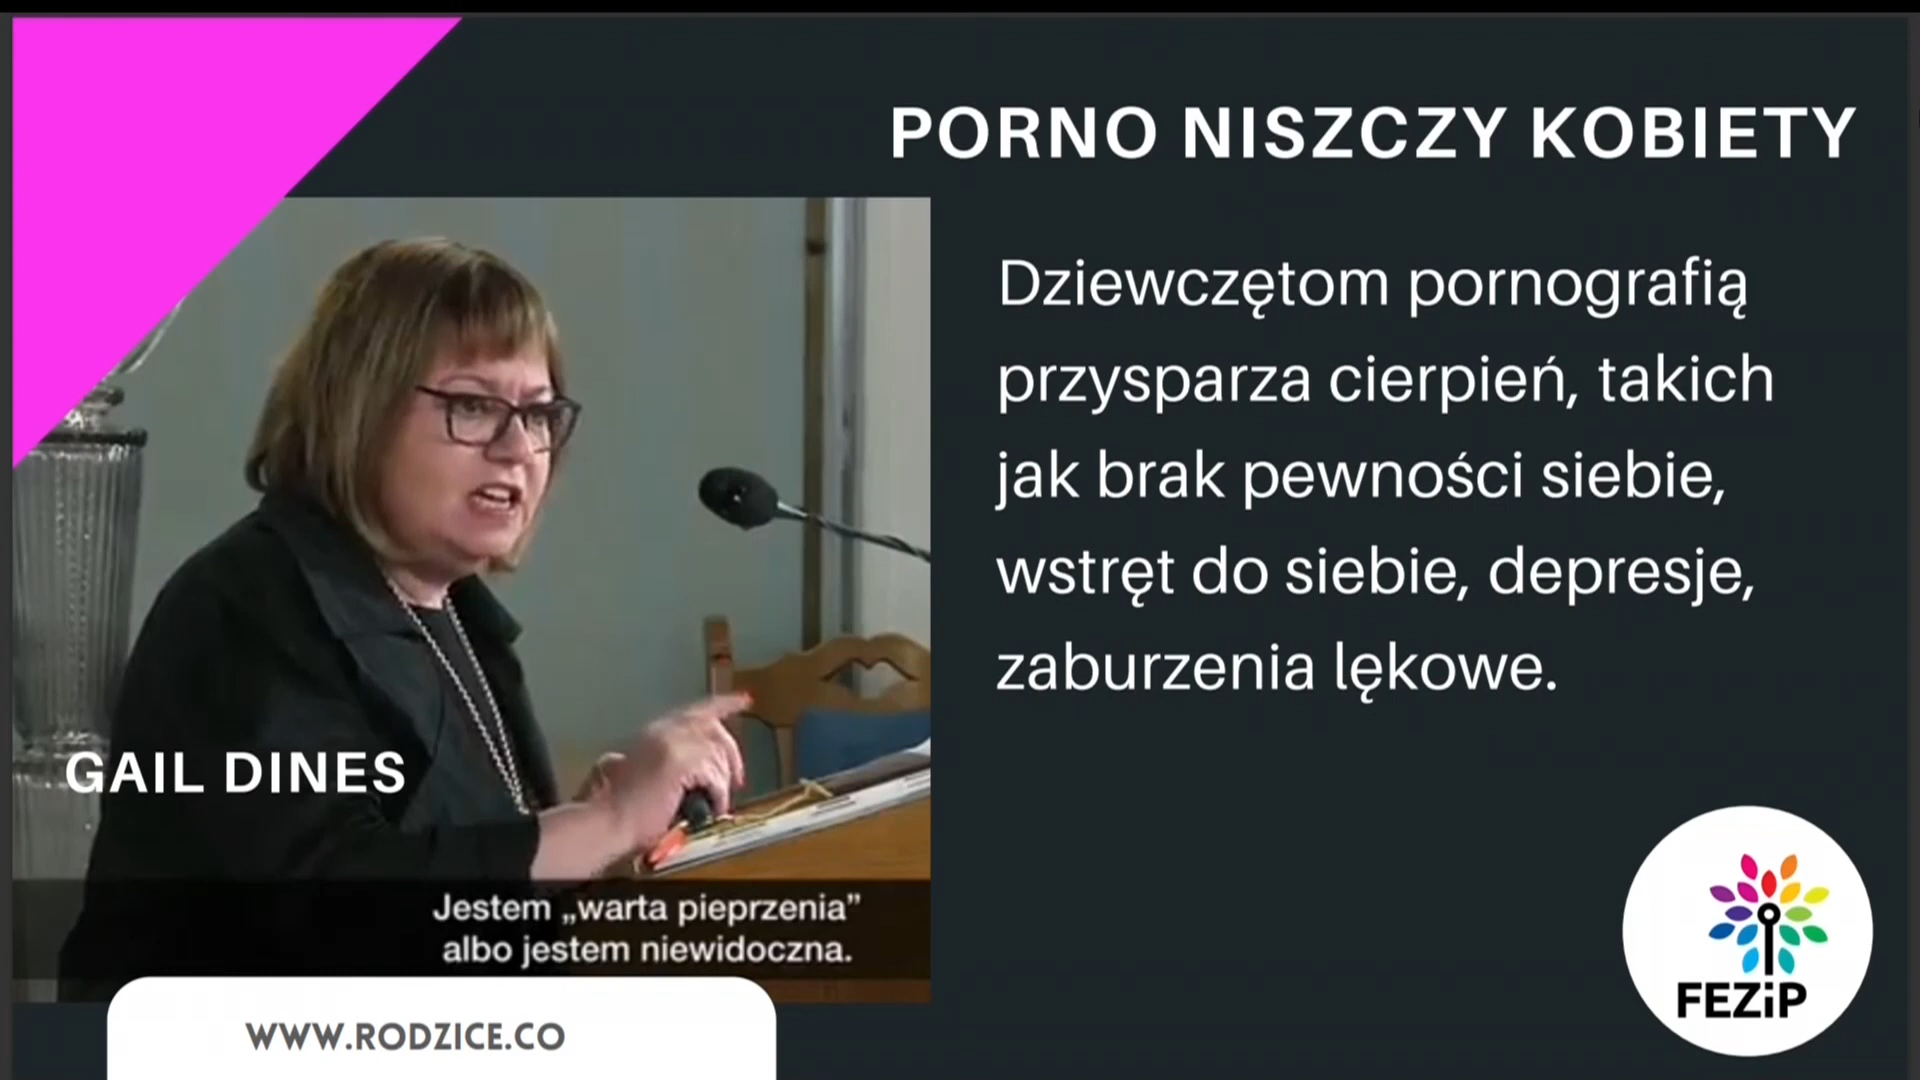 PORNO NISZCZY KOBIETY
Dziewczętom pornografią
przysparza cierpień, takich
jak brak pewności siebie,
wstręt do siebie, depresje,
zaburzenia lękowe.
GAIL DINES
Jestem „warta pieprzenia”
albo jestem niewidoczna.
WWW.RODZICE.CO
FEZiP